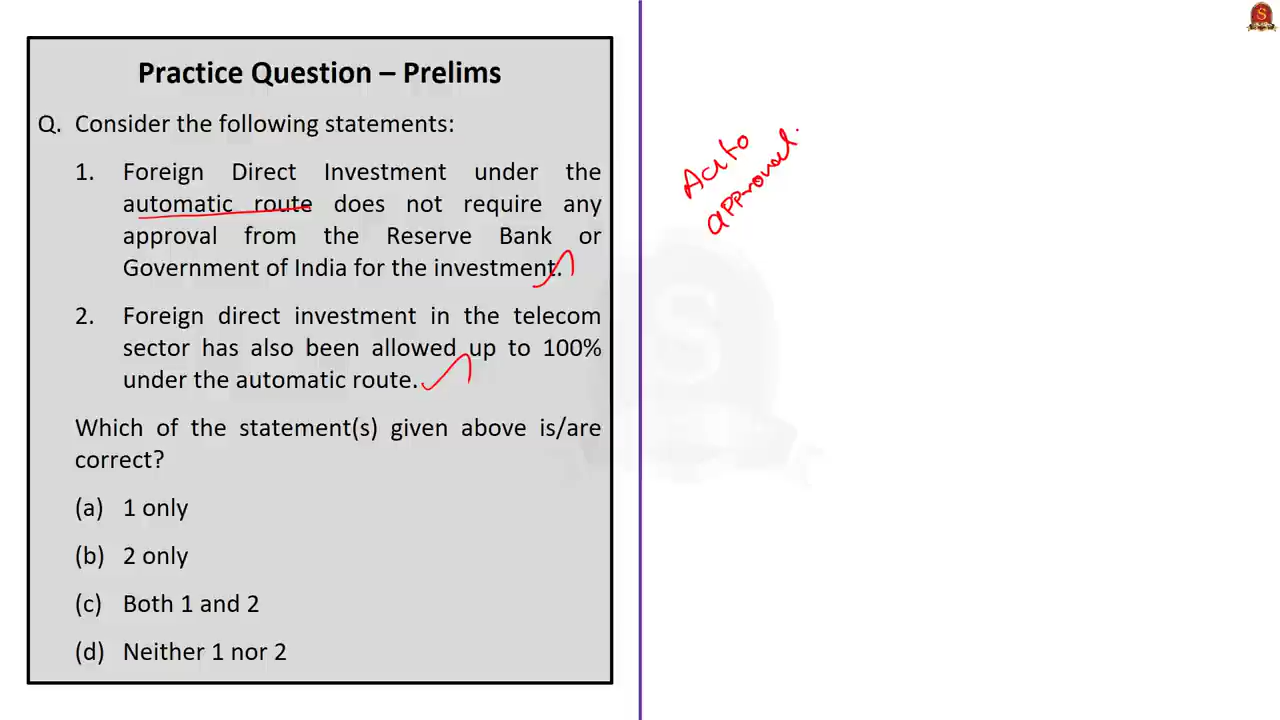 Practice Question – Prelims
Q. Consider the following statements:
1. Foreign Direct Investment under the
automatic route does not require any
approval from the Reserve Bank or
Government of India for the investment.
2. Foreign direct investment in the telecom
sector has also been allowed up to 100%
under the automatic route.
Which of the statement(s) given above is/are
correct?
(a) 1 only
(b) 2 only
(c) Both 1 and 2
(d) Neither 1 nor 2
Auto
approval.
S
S